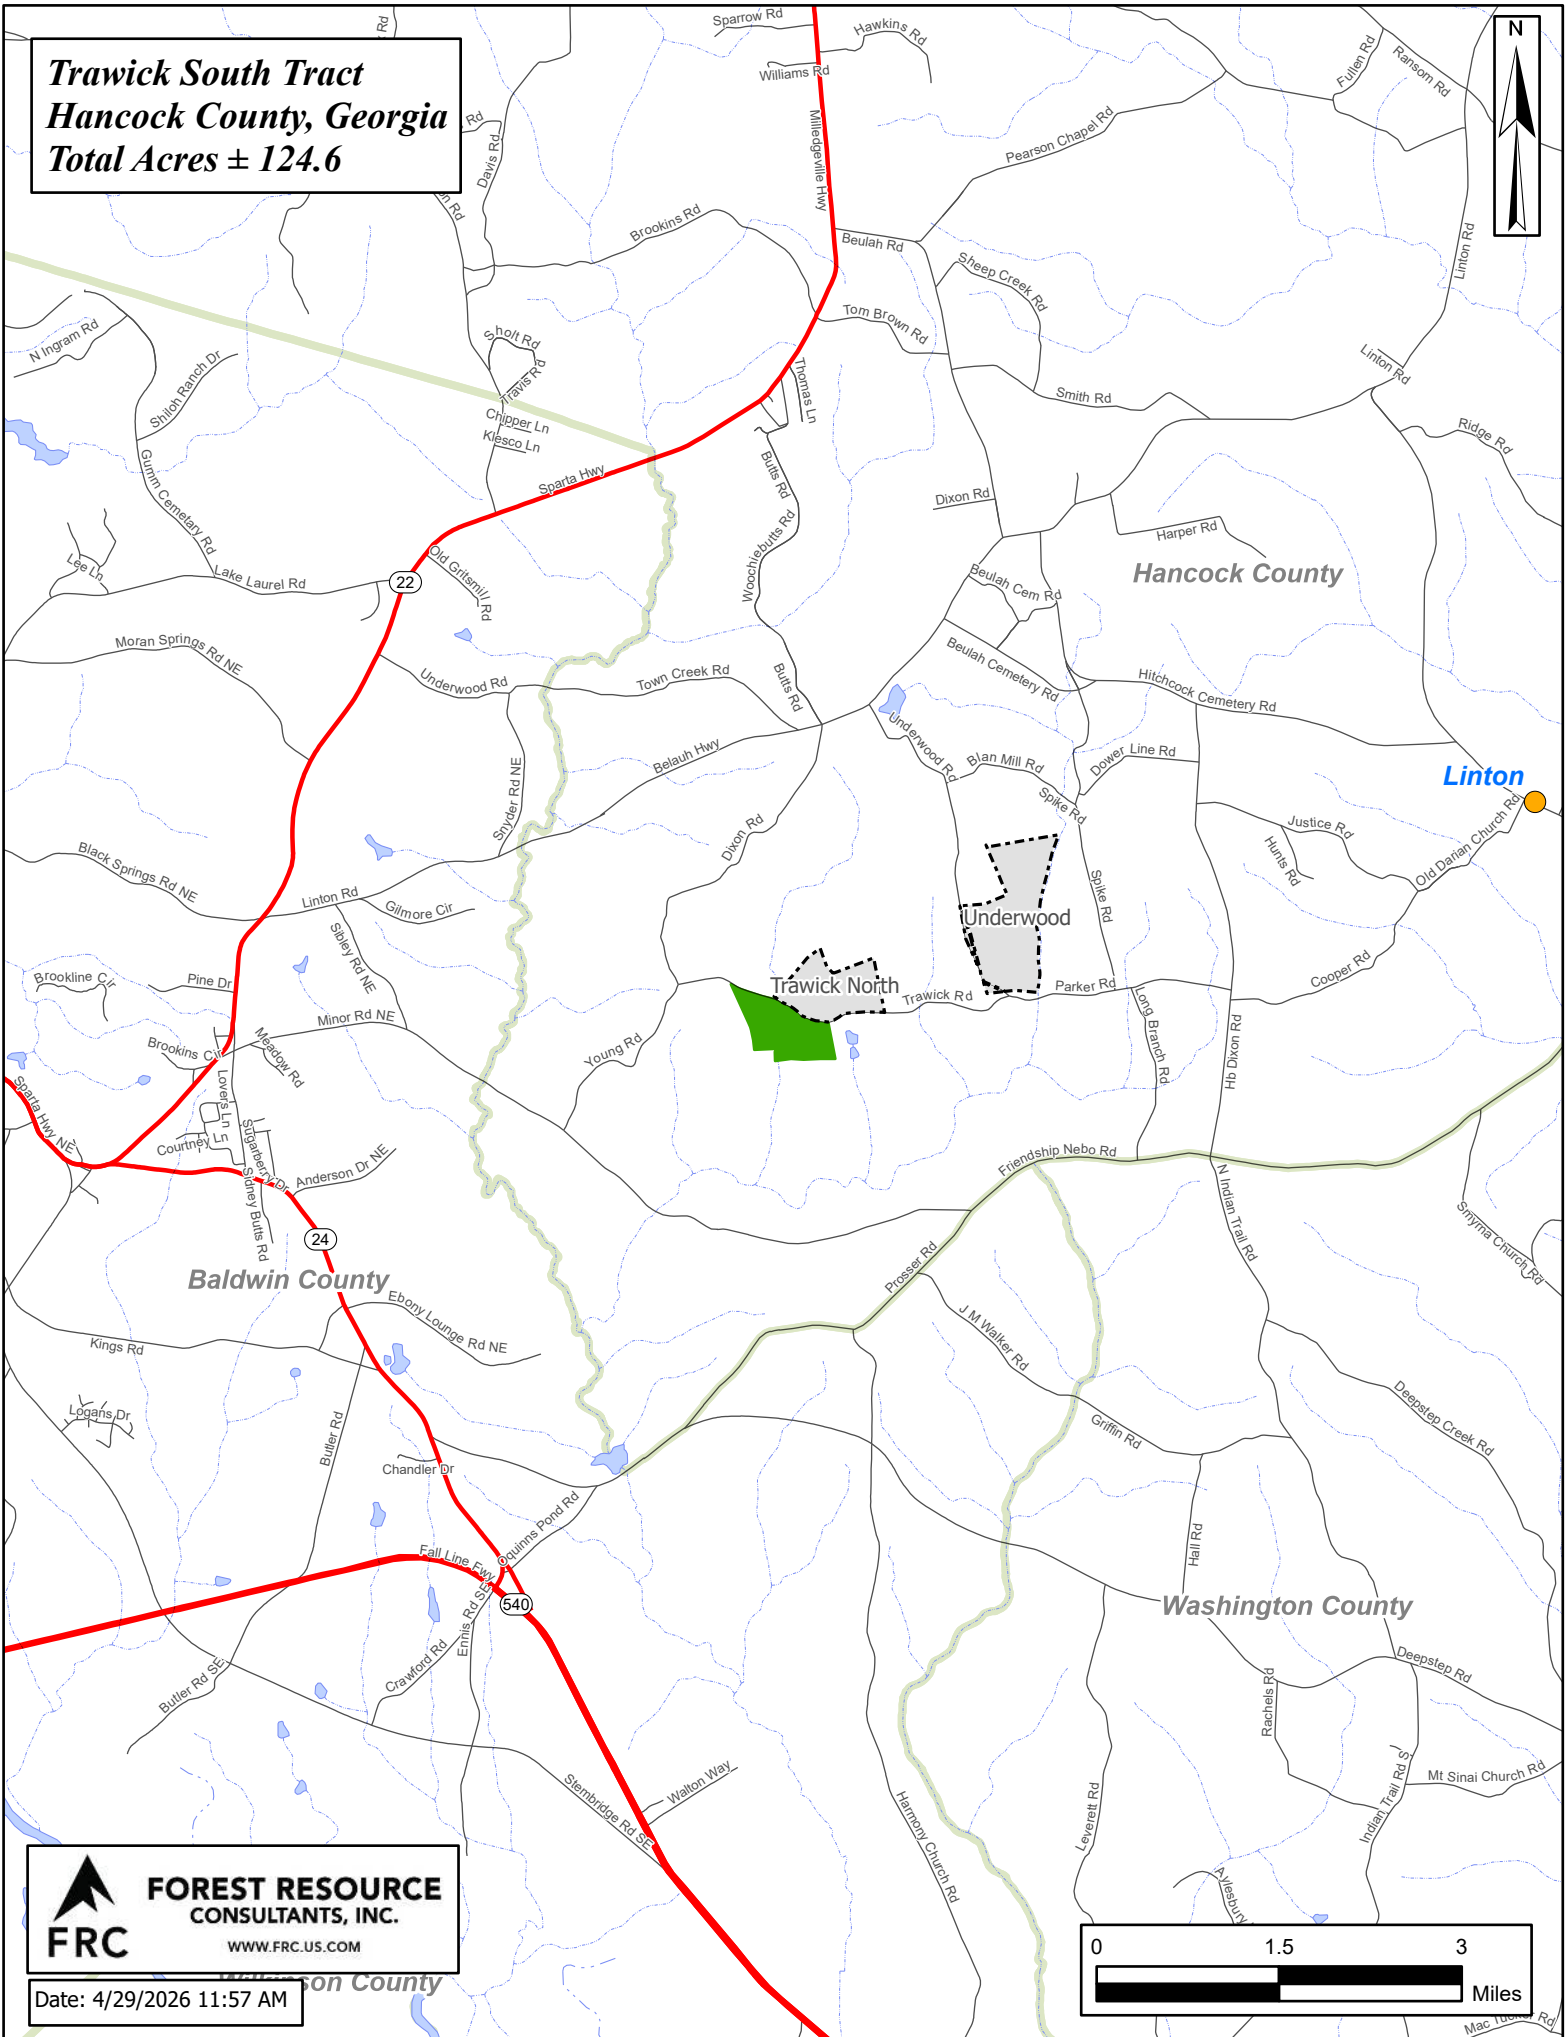 Trawick South Tract
Hancock County, Georgia
Total Acres ± 124.6
N
Rd
Sparrow Rd
Hawkins Rd
Williams Rd
Milledgeville Hwy
Fullen Rd
Ransom Rd
Pearson Chapel Rd
Rd
Davis Rd
Rd
Brookins Rd
Beulah Rd
Sheep Creek Rd
Linton Rd
Tom Brown Rd
N Ingram Rd
Shiloh Ranch Dr
Sholt Rd
Travis Rd
Chipper Ln
Klesco Ln
Thomas Ln
Linton Rd
Smith Rd
Ridge Rd
Gumm Cemetary Rd
Sparta Hwy
Butts Rd
Dixon Rd
Harper Rd
Woochiebutts Rd
Lee Ln
Lake Laurel Rd
22
Old Gritsmill Rd
Hancock County
Beulah Cem Rd
Moran Springs Rd NE
Underwood Rd
Town Creek Rd
Butts Rd
Beulah Cemetery Rd
Hitchcock Cemetery Rd
Underwood Rd
Blan Mill Rd
Dower Line Rd
Belauh Hwy
Snyder Rd NE
Spike Rd
Linton
Dixon Rd
Justice Rd
Hunts Rd
Old Darian Church Rd
Black Springs Rd NE
Linton Rd
Gilmore Cir
Spike Rd
Underwood
Sibley Rd NE
Brookline Cir
Pine Dr
Trawick North
Trawick Rd
Parker Rd
Cooper Rd
Long Branch Rd
Hb Dixon Rd
Minor Rd NE
Meadow Rd
Brookins Cir
Young Rd
Lovers Ln
Sparta Hwy NE
Courtney Ln
Sugarberry Dr
Anderson Dr NE
Sidney Butts Rd
Friendship Nebo Rd
N Indian Trail Rd
Smyrna Church Rd
24
Baldwin County
Prosser Rd
Ebony Lounge Rd NE
J M Walker Rd
Kings Rd
Logans Dr
Butler Rd
Deepstep Creek Rd
Griffin Rd
Chandler Dr
Oquinns Pond Rd
Hall Rd
Fall Line Fwy
540
Ennis Rd SE
Crawford Rd
Washington County
Butler Rd SE
Deepstep Rd
Rachels Rd
Stembridge Rd SE
Walton Way
Mt Sinai Church Rd
Indian Trail Rd S
Leverett Rd
Harmony Church Rd
Aylesbury
FRC
FOREST RESOURCE
CONSULTANTS, INC.
WWW.FRC.US.COM
Wilkinson County
Date: 4/29/2026 11:57 AM
0 1.5 3
Miles
Mac Tucker Rd